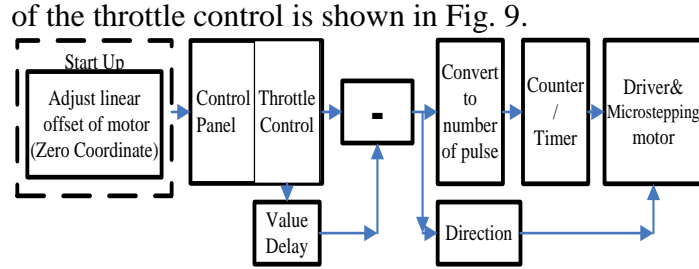 of the throttle control is shown in Fig. 9.
Start Up
Adjust linear
offset of motor
(Zero Coordinate)
Control
Panel
Throttle
Control
-
Convert
to
number
of pulse
Counter
/
Timer
Driver&
Microstepping
motor
Value
Delay
Direction